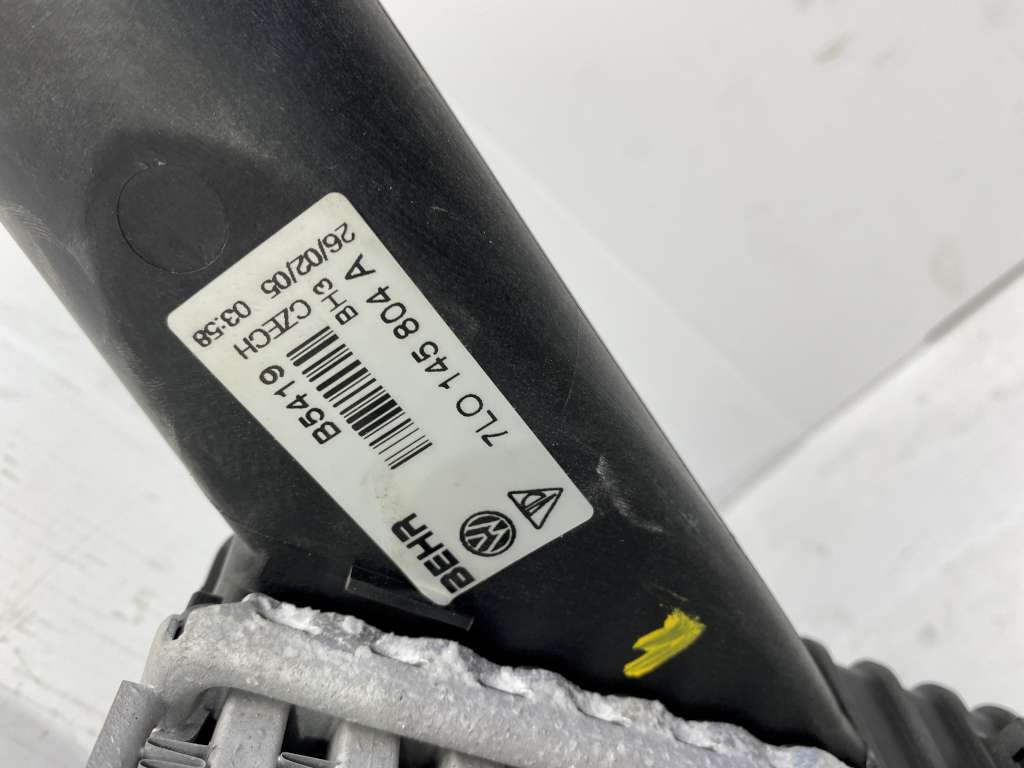 BEHR
7L0 145 804 A
BH3
B5419
CZECH
26/02/05 03:58